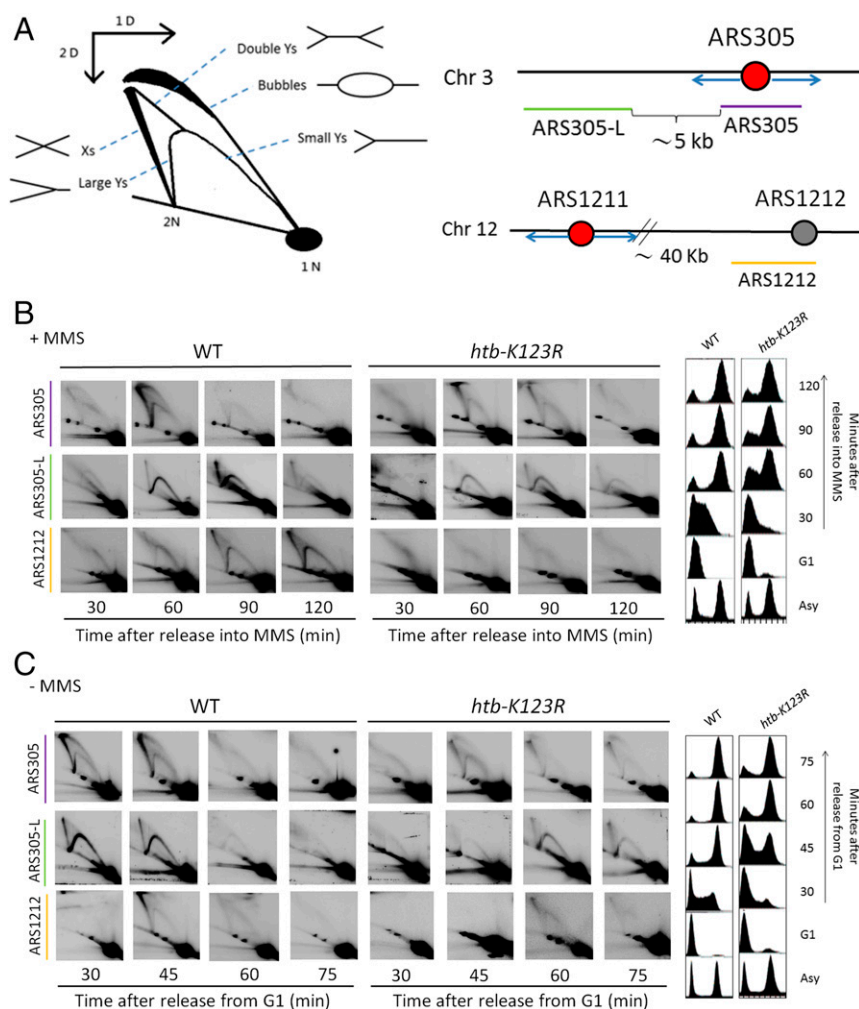 A
1 D
2 D
Double Ys
Bubbles
Small Ys
Xs
Large Ys
2N
1 N
ARS305
Chr 3
ARS305-L
~ 5 kb
ARS305
ARS1211
ARS1212
Chr 12
~ 40 Kb
ARS1212
B
+ MMS
WT
htb-K123R
WT
htb-K123R
ARS305
ARS305-L
ARS1212
30 60 90 120 30 60 90 120
Time after release into MMS (min) Time after release into MMS (min)
120
90
60
30
G1
Asy
Minutes after
release into MMS
C
- MMS
WT
htb-K123R
WT
htb-K123R
ARS305
ARS305-L
ARS1212
30 45 60 75 30 45 60 75
Time after release from G1 (min) Time after release from G1 (min)
75
60
45
30
G1
Asy
Minutes after
release from G1